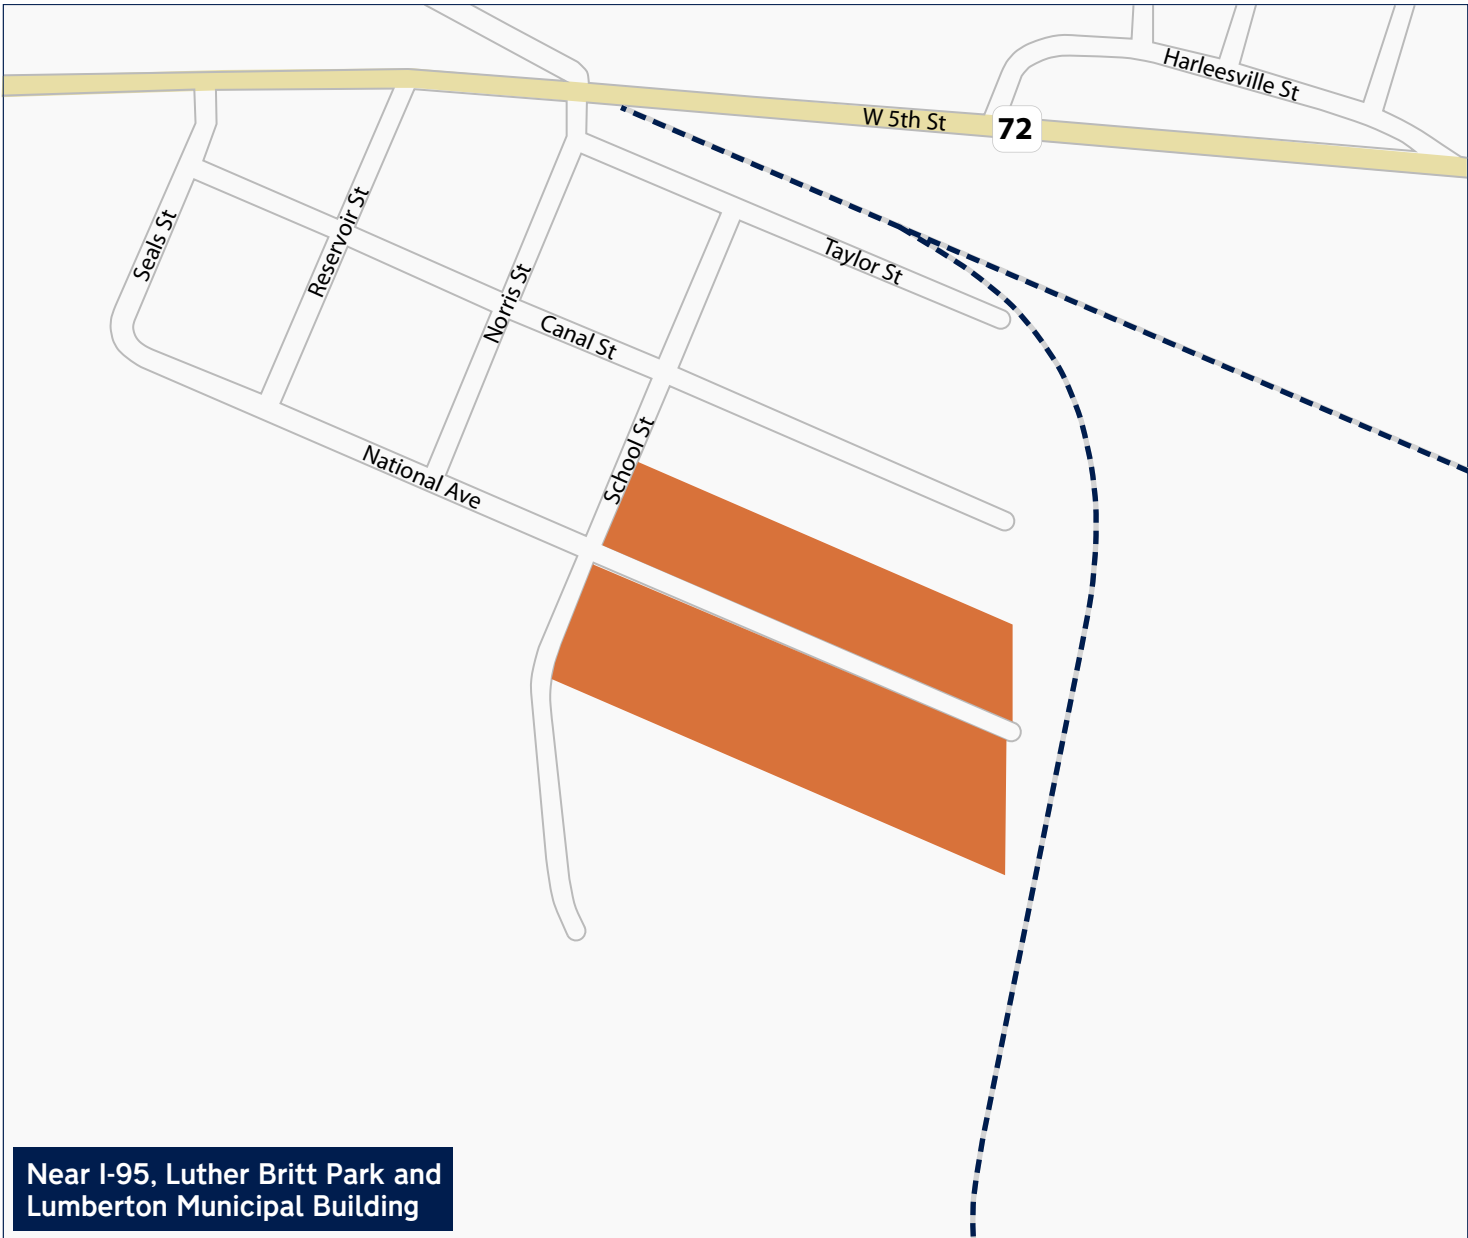 Harleesville St
W 5th St
72
Seals St
Reservoir St
Taylor St
Norris St
Canal St
School St
National Ave
Near I-95, Luther Britt Park and
Lumberton Municipal Building